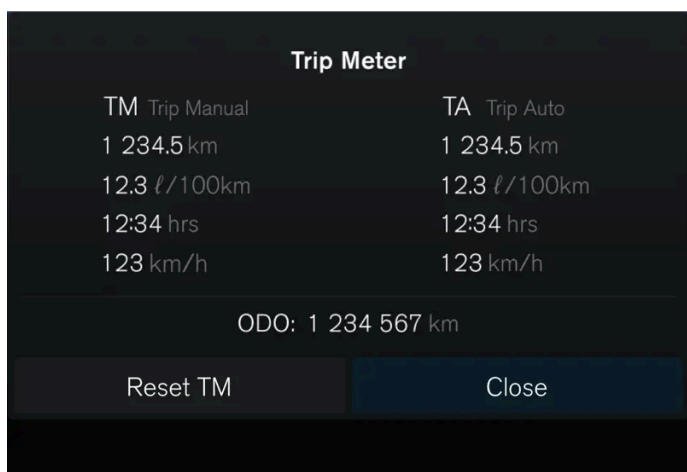 Trip Meter
TM Trip Manual
1 234.5 km
12.3 ℓ/100km
12:34 hrs
123 km/h
TA Trip Auto
1 234.5 km
12.3 ℓ/100km
12:34 hrs
123 km/h
ODO: 1 234 567 km
Reset TM
Close